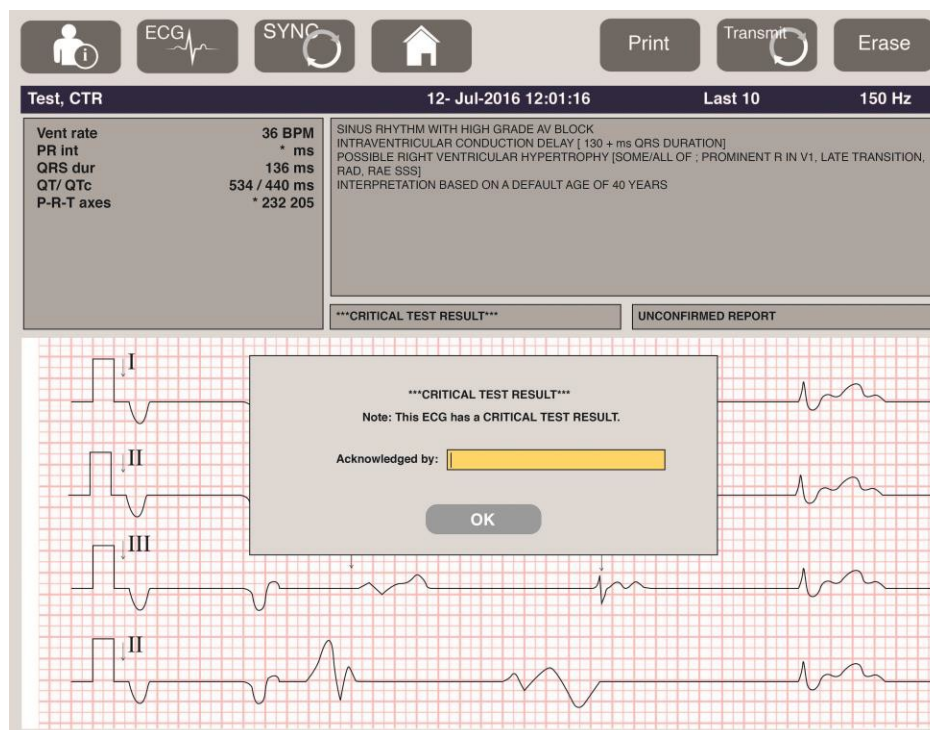 ECG SYNC Print Transmit Erase
Test, CTR 12- Jul-2016 12:01:16 Last 10 150 Hz
Vent rate 36 BPM
PR int * ms
QRS dur 136 ms
QT/ QTc 534 / 440 ms
P-R-T axes * 232 205
SINUS RHYTHM WITH HIGH GRADE AV BLOCK
INTRAVENTRICULAR CONDUCTION DELAY [ 130 + ms QRS DURATION]
POSSIBLE RIGHT VENTRICULAR HYPERTROPHY [SOME/ALL OF ; PROMINENT R IN V1, LATE TRANSITION,
RAD, RAE SSS]
INTERPRETATION BASED ON A DEFAULT AGE OF 40 YEARS
***CRITICAL TEST RESULT*** UNCONFIRMED REPORT
I
***CRITICAL TEST RESULT***
Note: This ECG has a CRITICAL TEST RESULT.
Acknowledged by:
OK
II
III
II